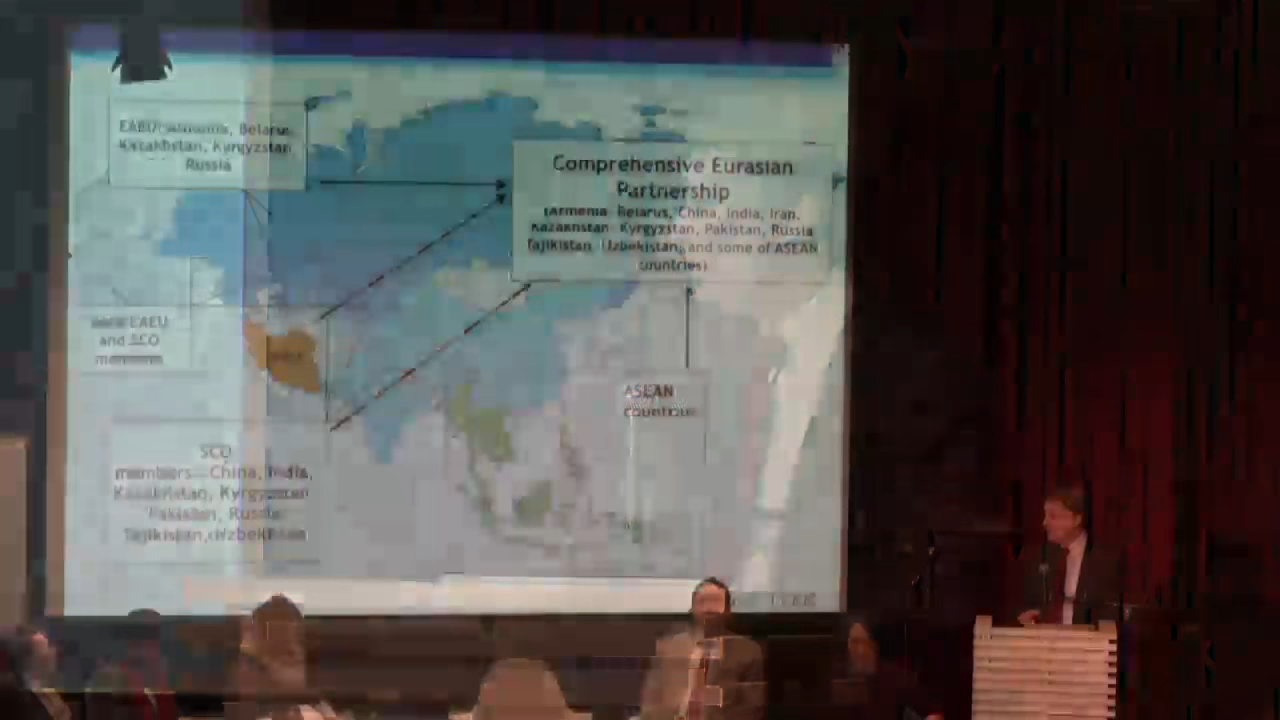 Belarus,
Kazakhstan, Kyrgyzstan
Russia
Comprehensive Eurasian
Partnership
(Armenia Belarus, China, India, Iran,
Kazakhstan Kyrgyzstan, Pakistan, Russia
Tajikistan Uzbekistan, and some of ASEAN
countries)
EAEU
and SCO
members
ASEAN
countries
SCO
members China, India,
Kazakhstan, Kyrgyzstan
Pakistan, Russia
Tajikistan, Uzbekistan